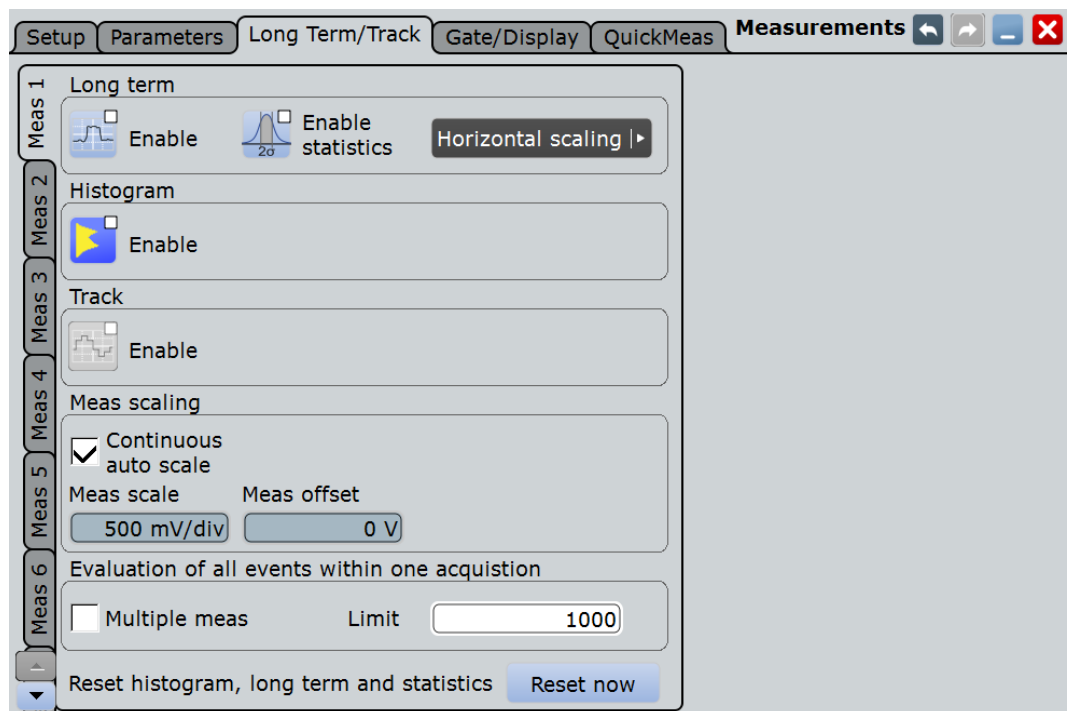 Setup Parameters Long Term/Track Gate/Display QuickMeas Measurements
Meas 1
Meas 2
Meas 3
Meas 4
Meas 5
Meas 6
Long term
Enable
2σ
Enable
statistics
Horizontal scaling
Histogram
Enable
Track
Enable
Meas scaling
Continuous
auto scale
Meas scale Meas offset
500 mV/div 0 V
Evaluation of all events within one acquistion
Multiple meas Limit 1000
Reset histogram, long term and statistics Reset now